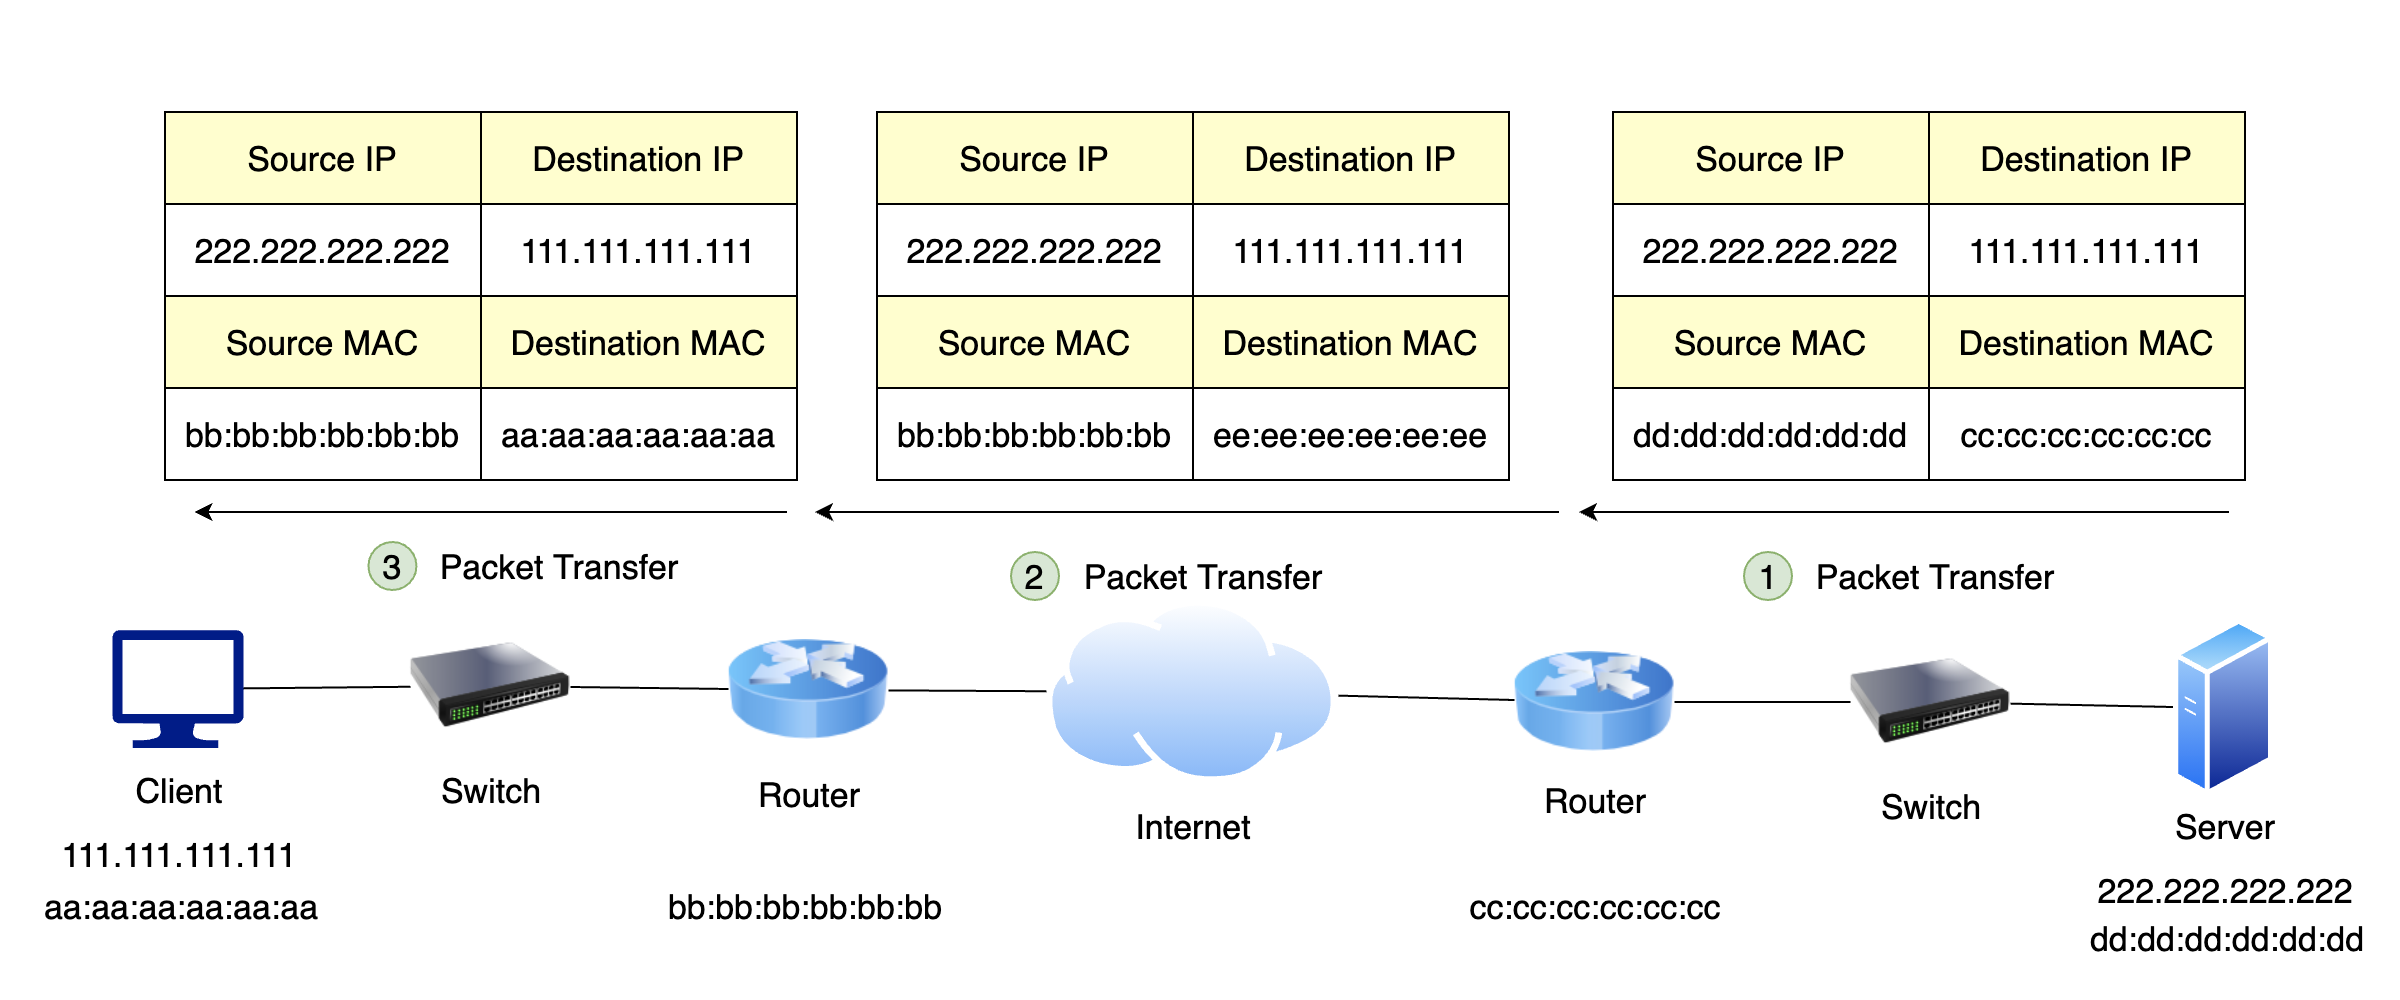 Source IP Destination IP
222.222.222.222 111.111.111.111
Source MAC Destination MAC
bb:bb:bb:bb:bb:bb aa:aa:aa:aa:aa:aa
Source IP Destination IP
222.222.222.222 111.111.111.111
Source MAC Destination MAC
bb:bb:bb:bb:bb:bb ee:ee:ee:ee:ee:ee
Source IP Destination IP
222.222.222.222 111.111.111.111
Source MAC Destination MAC
dd:dd:dd:dd:dd:dd cc:cc:cc:cc:cc:cc
3 Packet Transfer
2 Packet Transfer
1 Packet Transfer
Client
111.111.111.111
aa:aa:aa:aa:aa:aa
Switch
Router
bb:bb:bb:bb:bb:bb
Internet
Router
cc:cc:cc:cc:cc:cc
Switch
Server
222.222.222.222
dd:dd:dd:dd:dd:dd